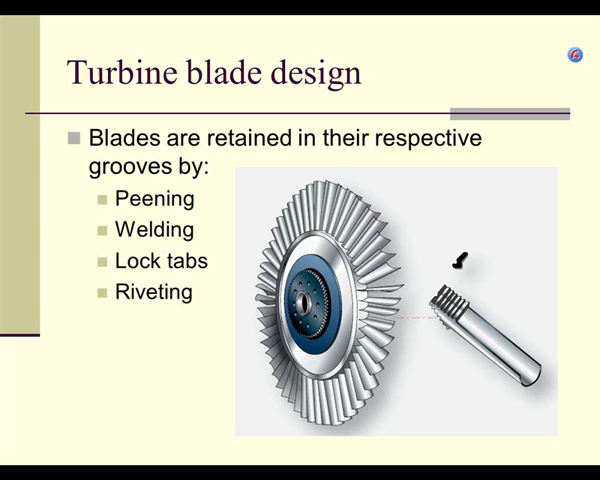 Turbine blade design
Blades are retained in their respective
grooves by:
Peening
Welding
Lock tabs
Riveting